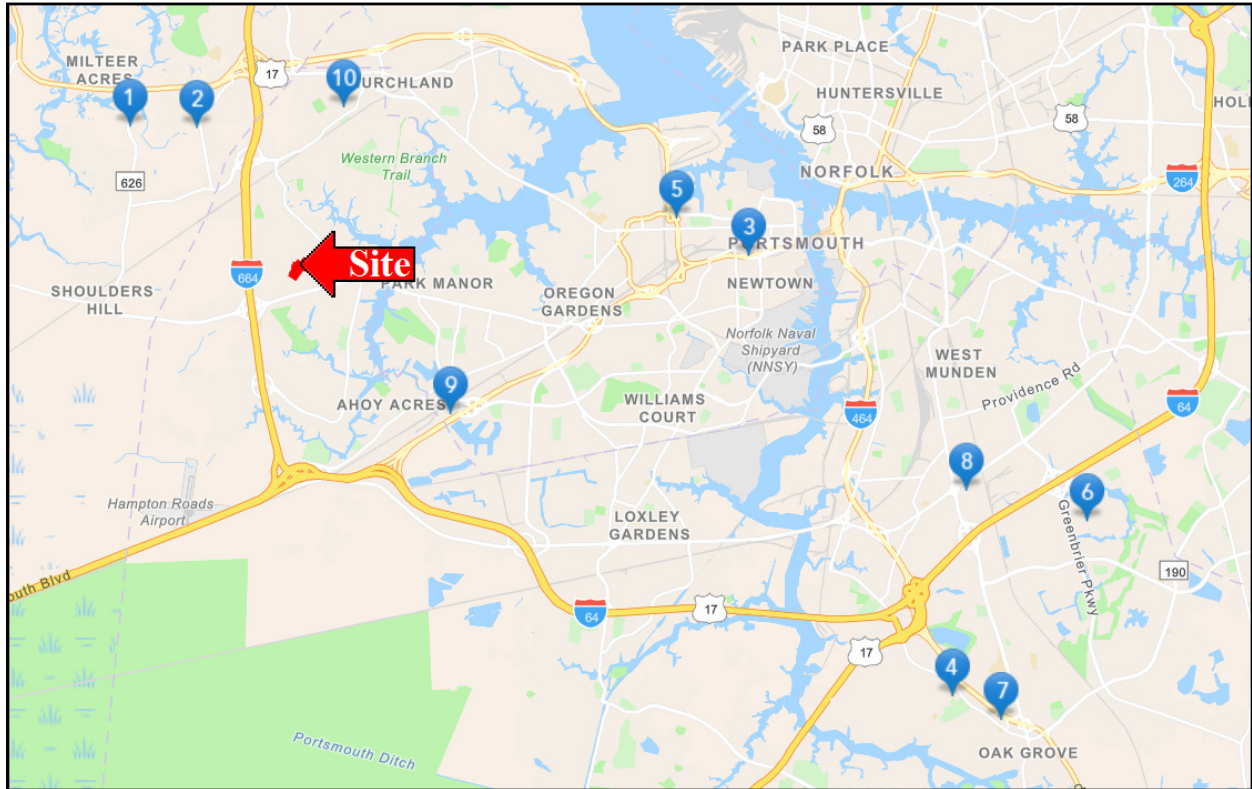 PARK PLACE
MILTEER
ACRES
17
10
URCHLAND
HUNTERSVILLE
1
2
HOL
58
58
Western Branch
Trail
NORFOLK
264
626
5
3
PORTSMOUTH
Site
664
PARK MANOR
NEWTOWN
SHOULDERS
HILL
OREGON
GARDENS
Norfolk Naval
Shipyard
(NNSY)
WEST
MUNDEN
Providence Rd
9
AHOY ACRES
WILLIAMS
COURT
64
464
8
6
Hampton Roads
Airport
LOXLEY
GARDENS
Greenbrier Pkwy
outh Blvd
190
64
17
17
4
7
Portsmouth Ditch
OAK GROVE